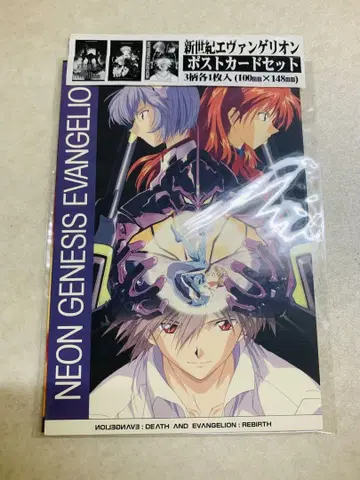 新世紀エヴァンゲリオン
ポストカードセット
3柄各1枚入(100mm×148mm)
NEON GENESIS EVANGELIO
EVANGELION : DEATH AND EVANGELION : REBIRTH